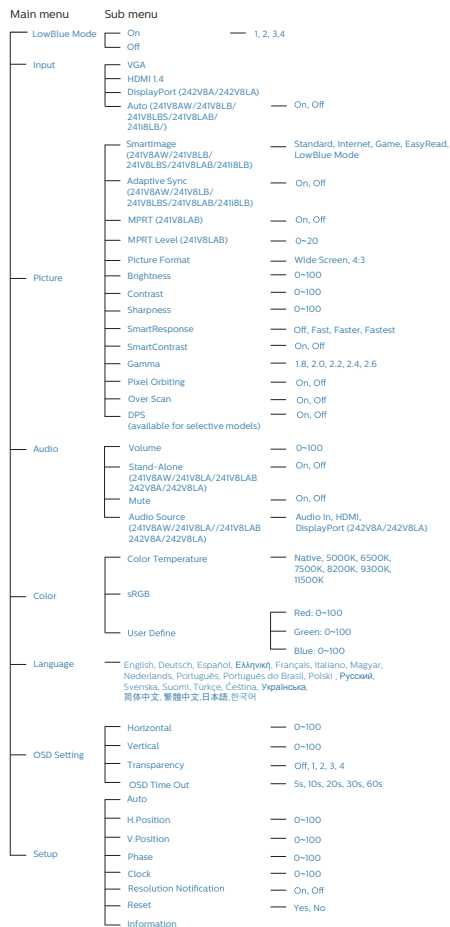 Main menu Sub menu
LowBlue Mode On 1, 2, 3,4
Off
Input VGA
HDMI 1.4
DisplayPort (242V8A/242V8LA)
Auto (241V8AW/241V8LB/ On, Off
241V8LBS/241V8LAB/
241i8LB/)
SmartImage Standard, Internet, Game, EasyRead,
(241V8AW/241V8LB/ LowBlue Mode
241V8LBS/241V8LAB/241i8LB)
Adaptive Sync On, Off
(241V8AW/241V8LB/
241V8LBS/241V8LAB/241i8LB)
MPRT (241V8LAB) On, Off
MPRT Level (241V8LAB) 0~20
Picture Format Wide Screen, 4:3
Picture Brightness 0~100
Contrast 0~100
Sharpness 0~100
SmartResponse Off, Fast, Faster, Fastest
SmartContrast On, Off
Gamma 1.8, 2.0, 2.2, 2.4, 2.6
Pixel Orbiting On, Off
Over Scan On, Off
DPS On, Off
(available for selective models)
Audio Volume 0~100
Stand-Alone On, Off
(241V8AW/241V8LA/241V8LAB
242V8A/242V8LA)
Mute On, Off
Audio Source Audio In, HDMI,
(241V8AW/241V8LA//241V8LAB DisplayPort (242V8A/242V8LA)
242V8A/242V8LA)
Color Temperature Native, 5000K, 6500K,
7500K, 8200K, 9300K,
11500K
Color sRGB
Red: 0~100
User Define Green: 0~100
Blue: 0~100
Language English, Deutsch, Español, Ελληνική, Français, Italiano, Magyar,
Nederlands, Português, Português do Brasil, Polski , Русский,
Svenska, Suomi, Türkçe, Čeština, Українська,
简体中文, 繁體中文,日本語,한국어
Horizontal 0~100
Vertical 0~100
OSD Setting Transparency Off, 1, 2, 3, 4
OSD Time Out 5s, 10s, 20s, 30s, 60s
Auto
H.Position 0~100
V.Position 0~100
Setup Phase 0~100
Clock 0~100
Resolution Notification On, Off
Reset Yes, No
Information